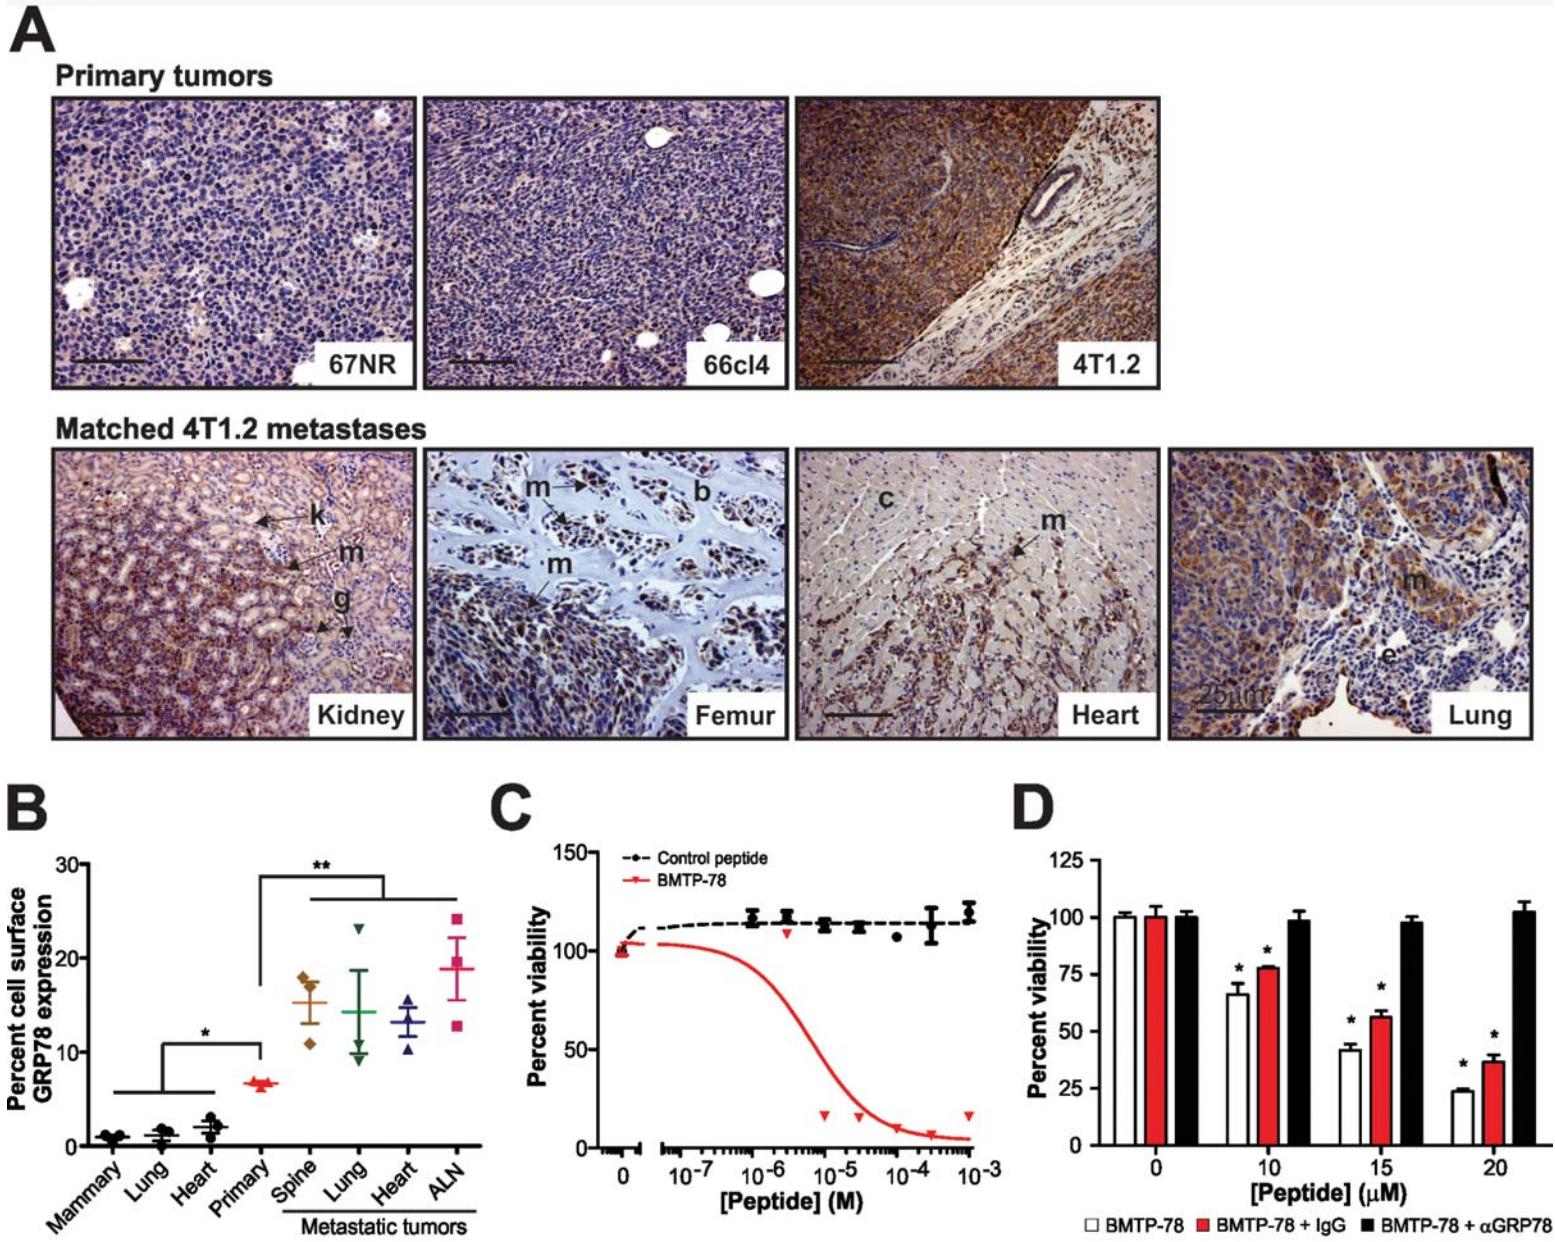 A
Primary tumors
67NR
66cl4
4T1.2
Matched 4T1.2 metastases
k
m
g
Kidney
m
b
m
Femur
c
m
Heart
m
e
25μm
Lung
B
Percent cell surface
GRP78 expression
30
20
10
0
*
**
Mammary
Lung
Heart
Primary
Spine
Lung
Heart
ALN
Metastatic tumors
C
Percent viability
150
100
50
0
Control peptide
BMTP-78
0
10-7
10-6
10-5
10-4
10-3
[Peptide] (M)
D
Percent viability
125
100
75
50
25
0
*
*
*
*
*
*
0
10
15
20
[Peptide] (μM)
BMTP-78
BMTP-78 + IgG
BMTP-78 + αGRP78